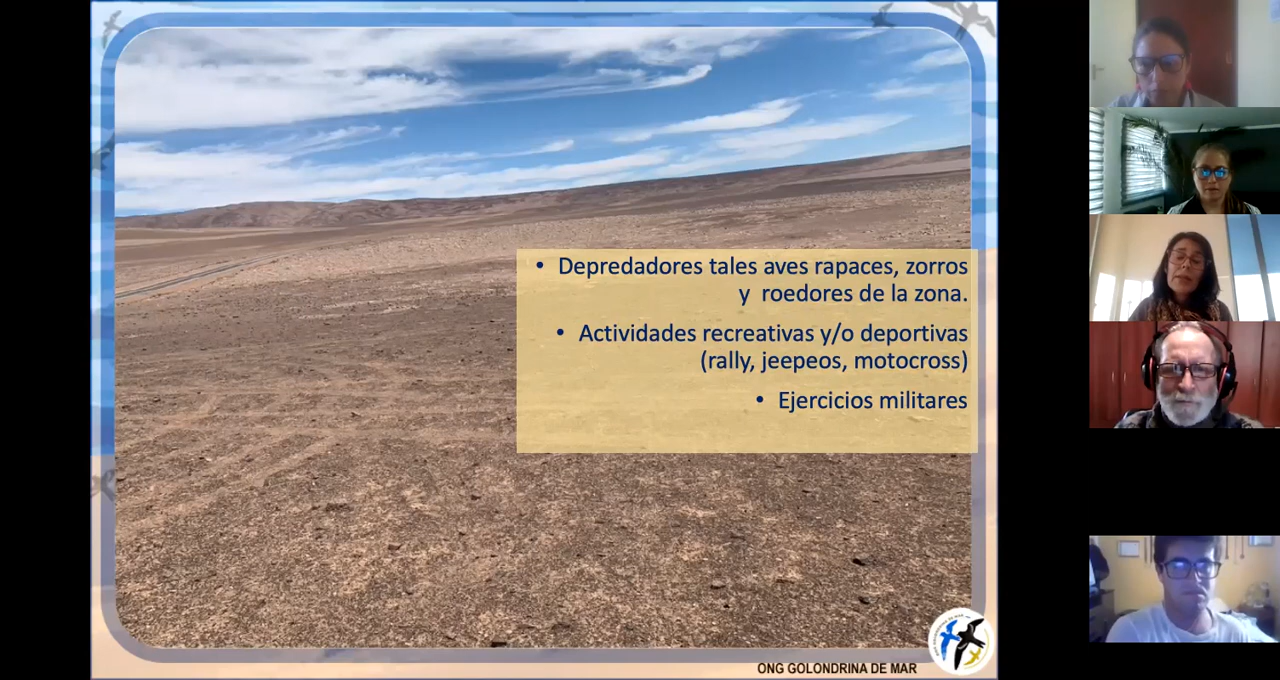 • Depredadores tales aves rapaces, zorros
y roedores de la zona.
• Actividades recreativas y/o deportivas
(rally, jeepeos, motocross)
• Ejercicios militares
ONG GOLONDRINA DE MAR